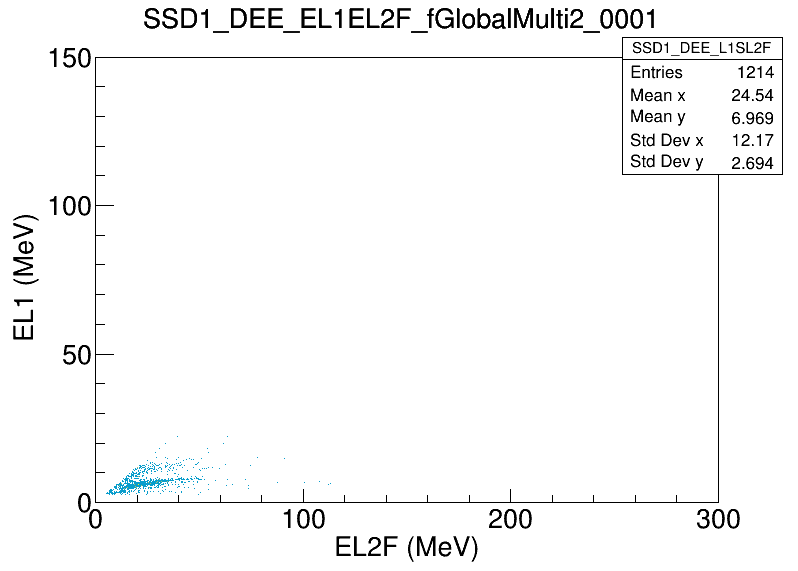 SSD1_DEE_EL1EL2F_fGlobalMulti2_0001
SSD1_DEE_L1SL2F
Entries 1214
Mean x 24.54
Mean y 6.969
Std Dev x 12.17
Std Dev y 2.694
150
100
50
0
EL1 (MeV)
0 100 200 300
EL2F (MeV)